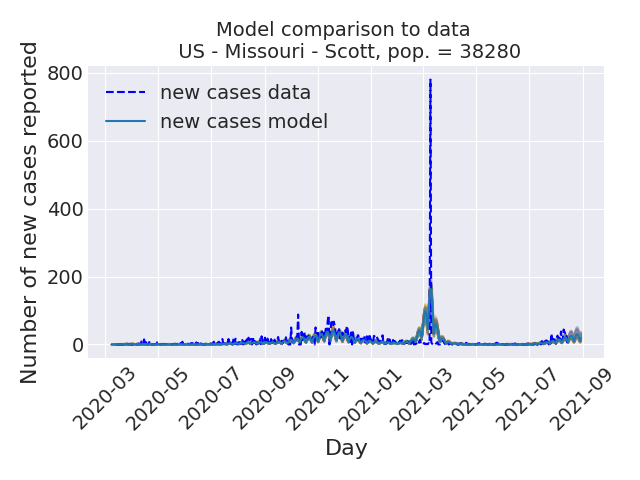 Model comparison to data
US - Missouri - Scott, pop. = 38280
Number of new cases reported
800
600
400
200
0
new cases data
new cases model
2020-03
2020-05
2020-07
2020-09
2020-11
2021-01
2021-03
2021-05
2021-07
2021-09
Day